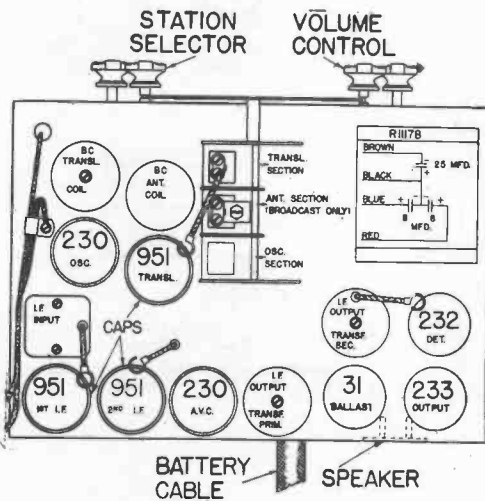 STATION
SELECTOR
VOLUME
CONTROL
BC
TRANSL.
COIL
BC
ANT.
COIL
TRANSL.
SECTION
ANT. SECTION
(BROADCAST ONLY)
OSC.
SECTION
R1117B
BROWN
25 MFD.
BLACK
BLUE
8
MFD.
RED
230
OSC.
951
TRANSL.
I.F.
INPUT
CAPS
I.F.
OUTPUT
TRANSF.
SEC.
232
DET.
951
1ST I.F.
951
2ND I.F.
230
A.V.C.
I.F.
OUTPUT
TRANSF.
PRIM.
31
BALLAST
233
OUTPUT
BATTERY
CABLE
SPEAKER